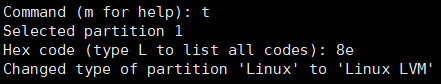 Command (m for help): t
Selected partition 1
Hex code (type L to list all codes): 8e
Changed type of partition 'Linux' to 'Linux LVM'